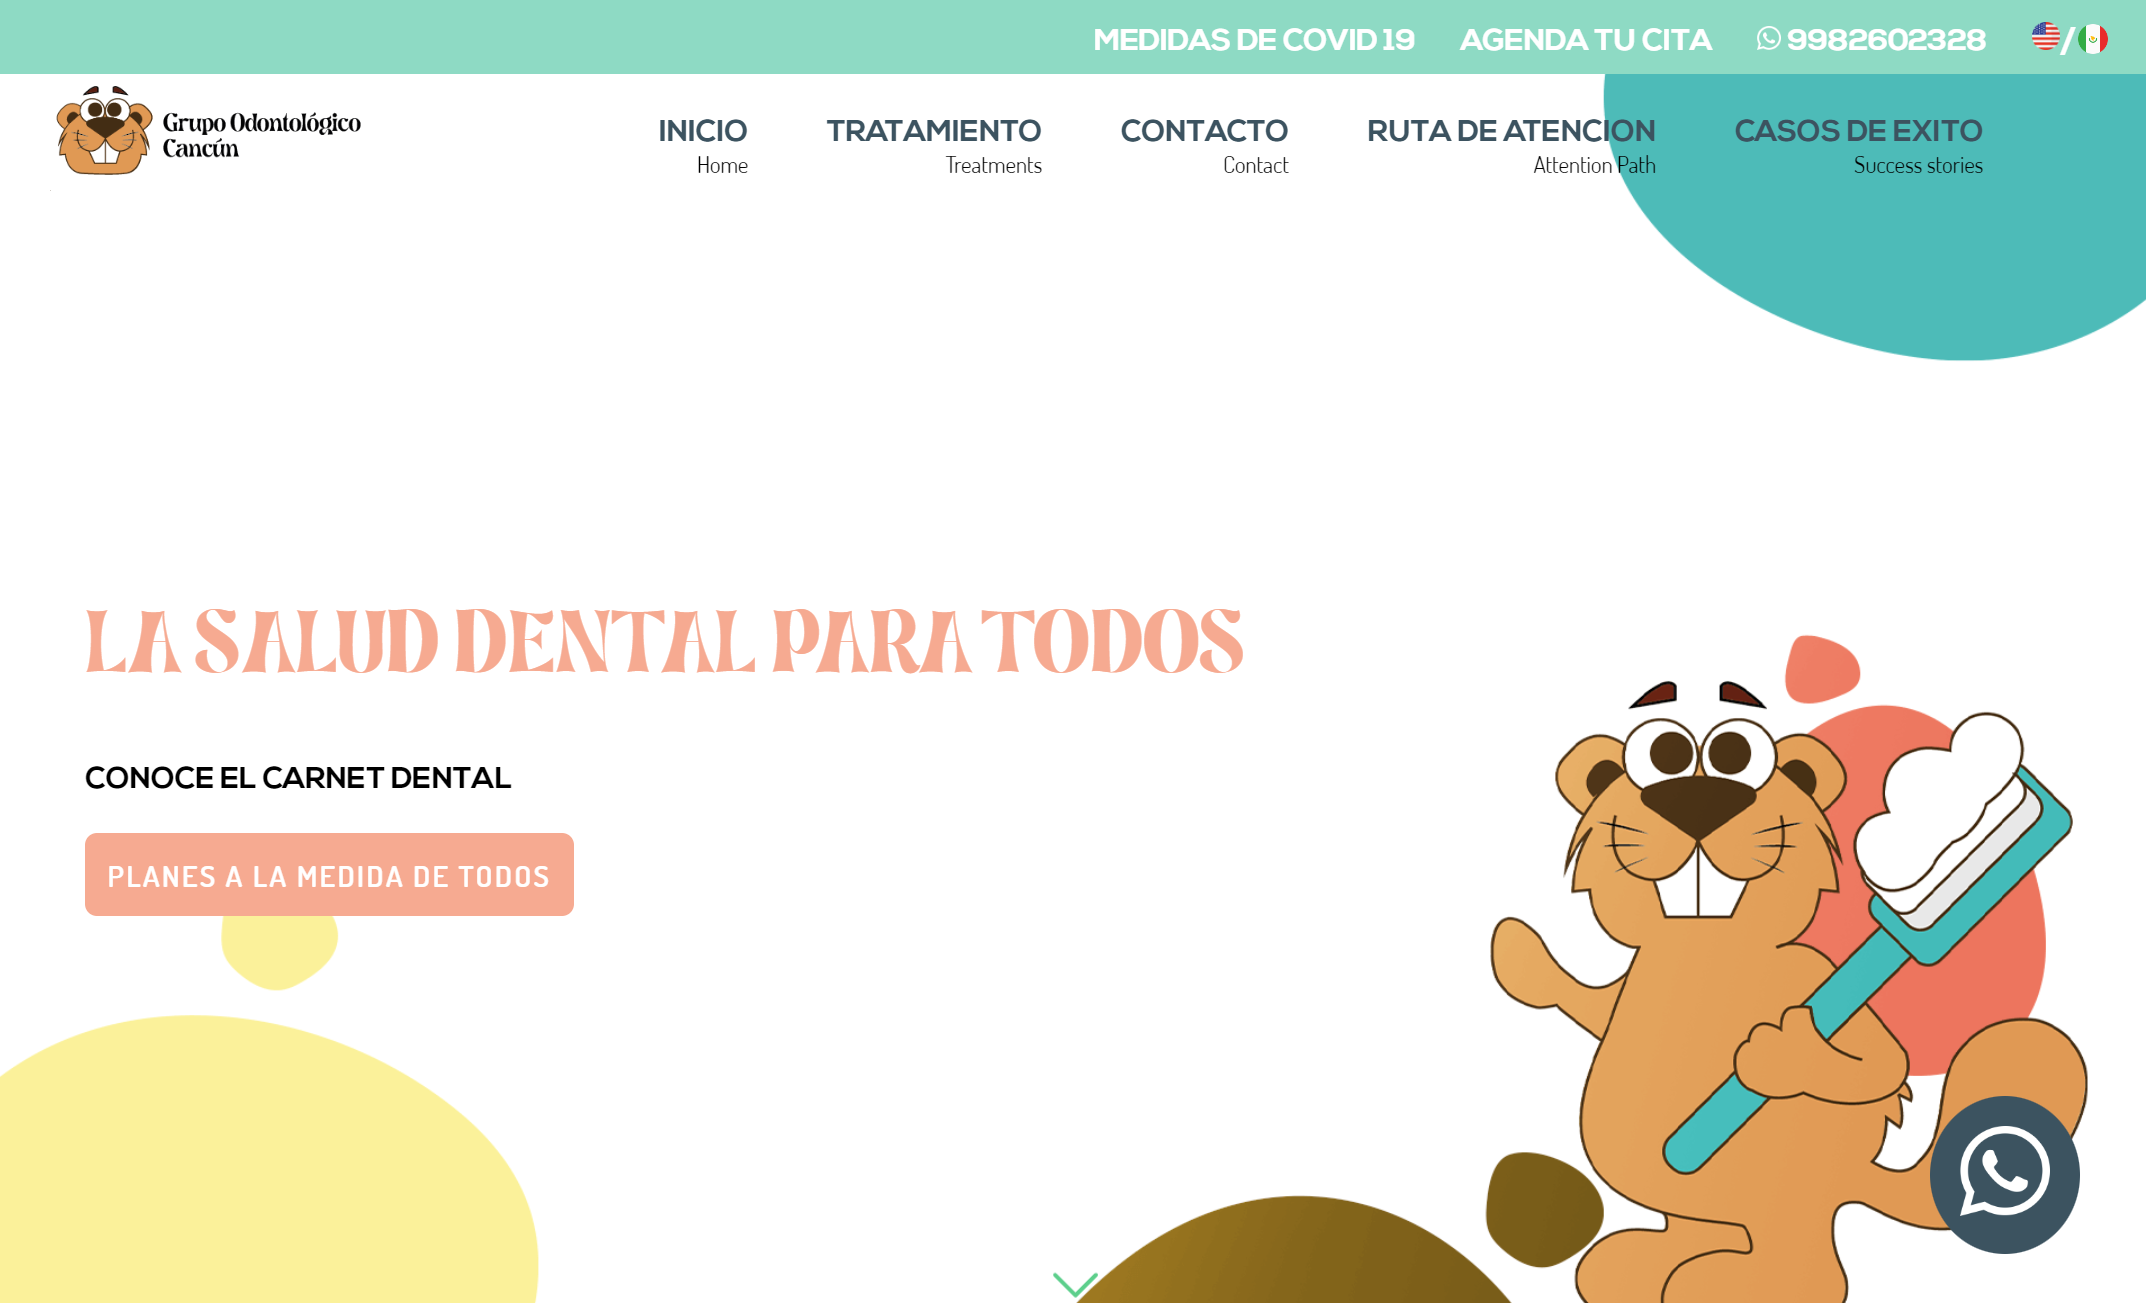 MEDIDAS DE COVID 19 AGENDA TU CITA 9982602328 /
Grupo Odontológico
Cancún
INICIO TRATAMIENTO CONTACTO RUTA DE ATENCION CASOS DE EXITO
Home Treatments Contact Attention Path Success stories
LA SALUD DENTAL PARA TODOS
CONOCE EL CARNET DENTAL
PLANES A LA MEDIDA DE TODOS